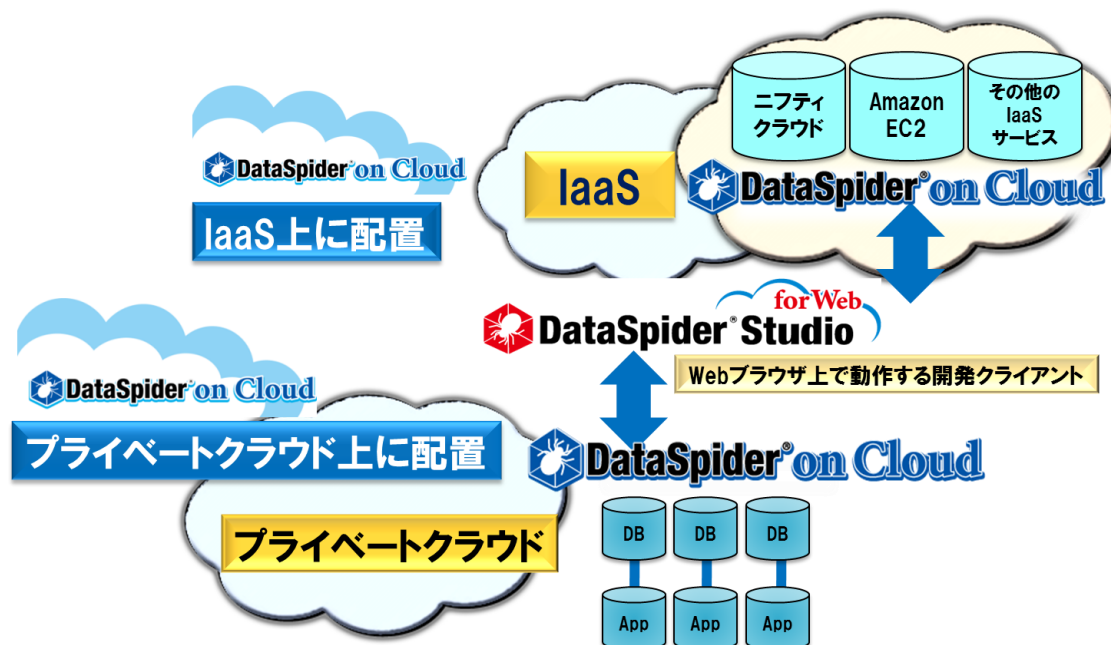 ニフティ
クラウド
Amazon
EC2
その他の
IaaS
サービス
DataSpider® on Cloud
IaaS
DataSpider® on Cloud
IaaS上に配置
for Web
DataSpider® Studio
Webブラウザ上で動作する開発クライアント
DataSpider® on Cloud
プライベートクラウド上に配置
DataSpider® on Cloud
プライベートクラウド
DB
DB
DB
App
App
App